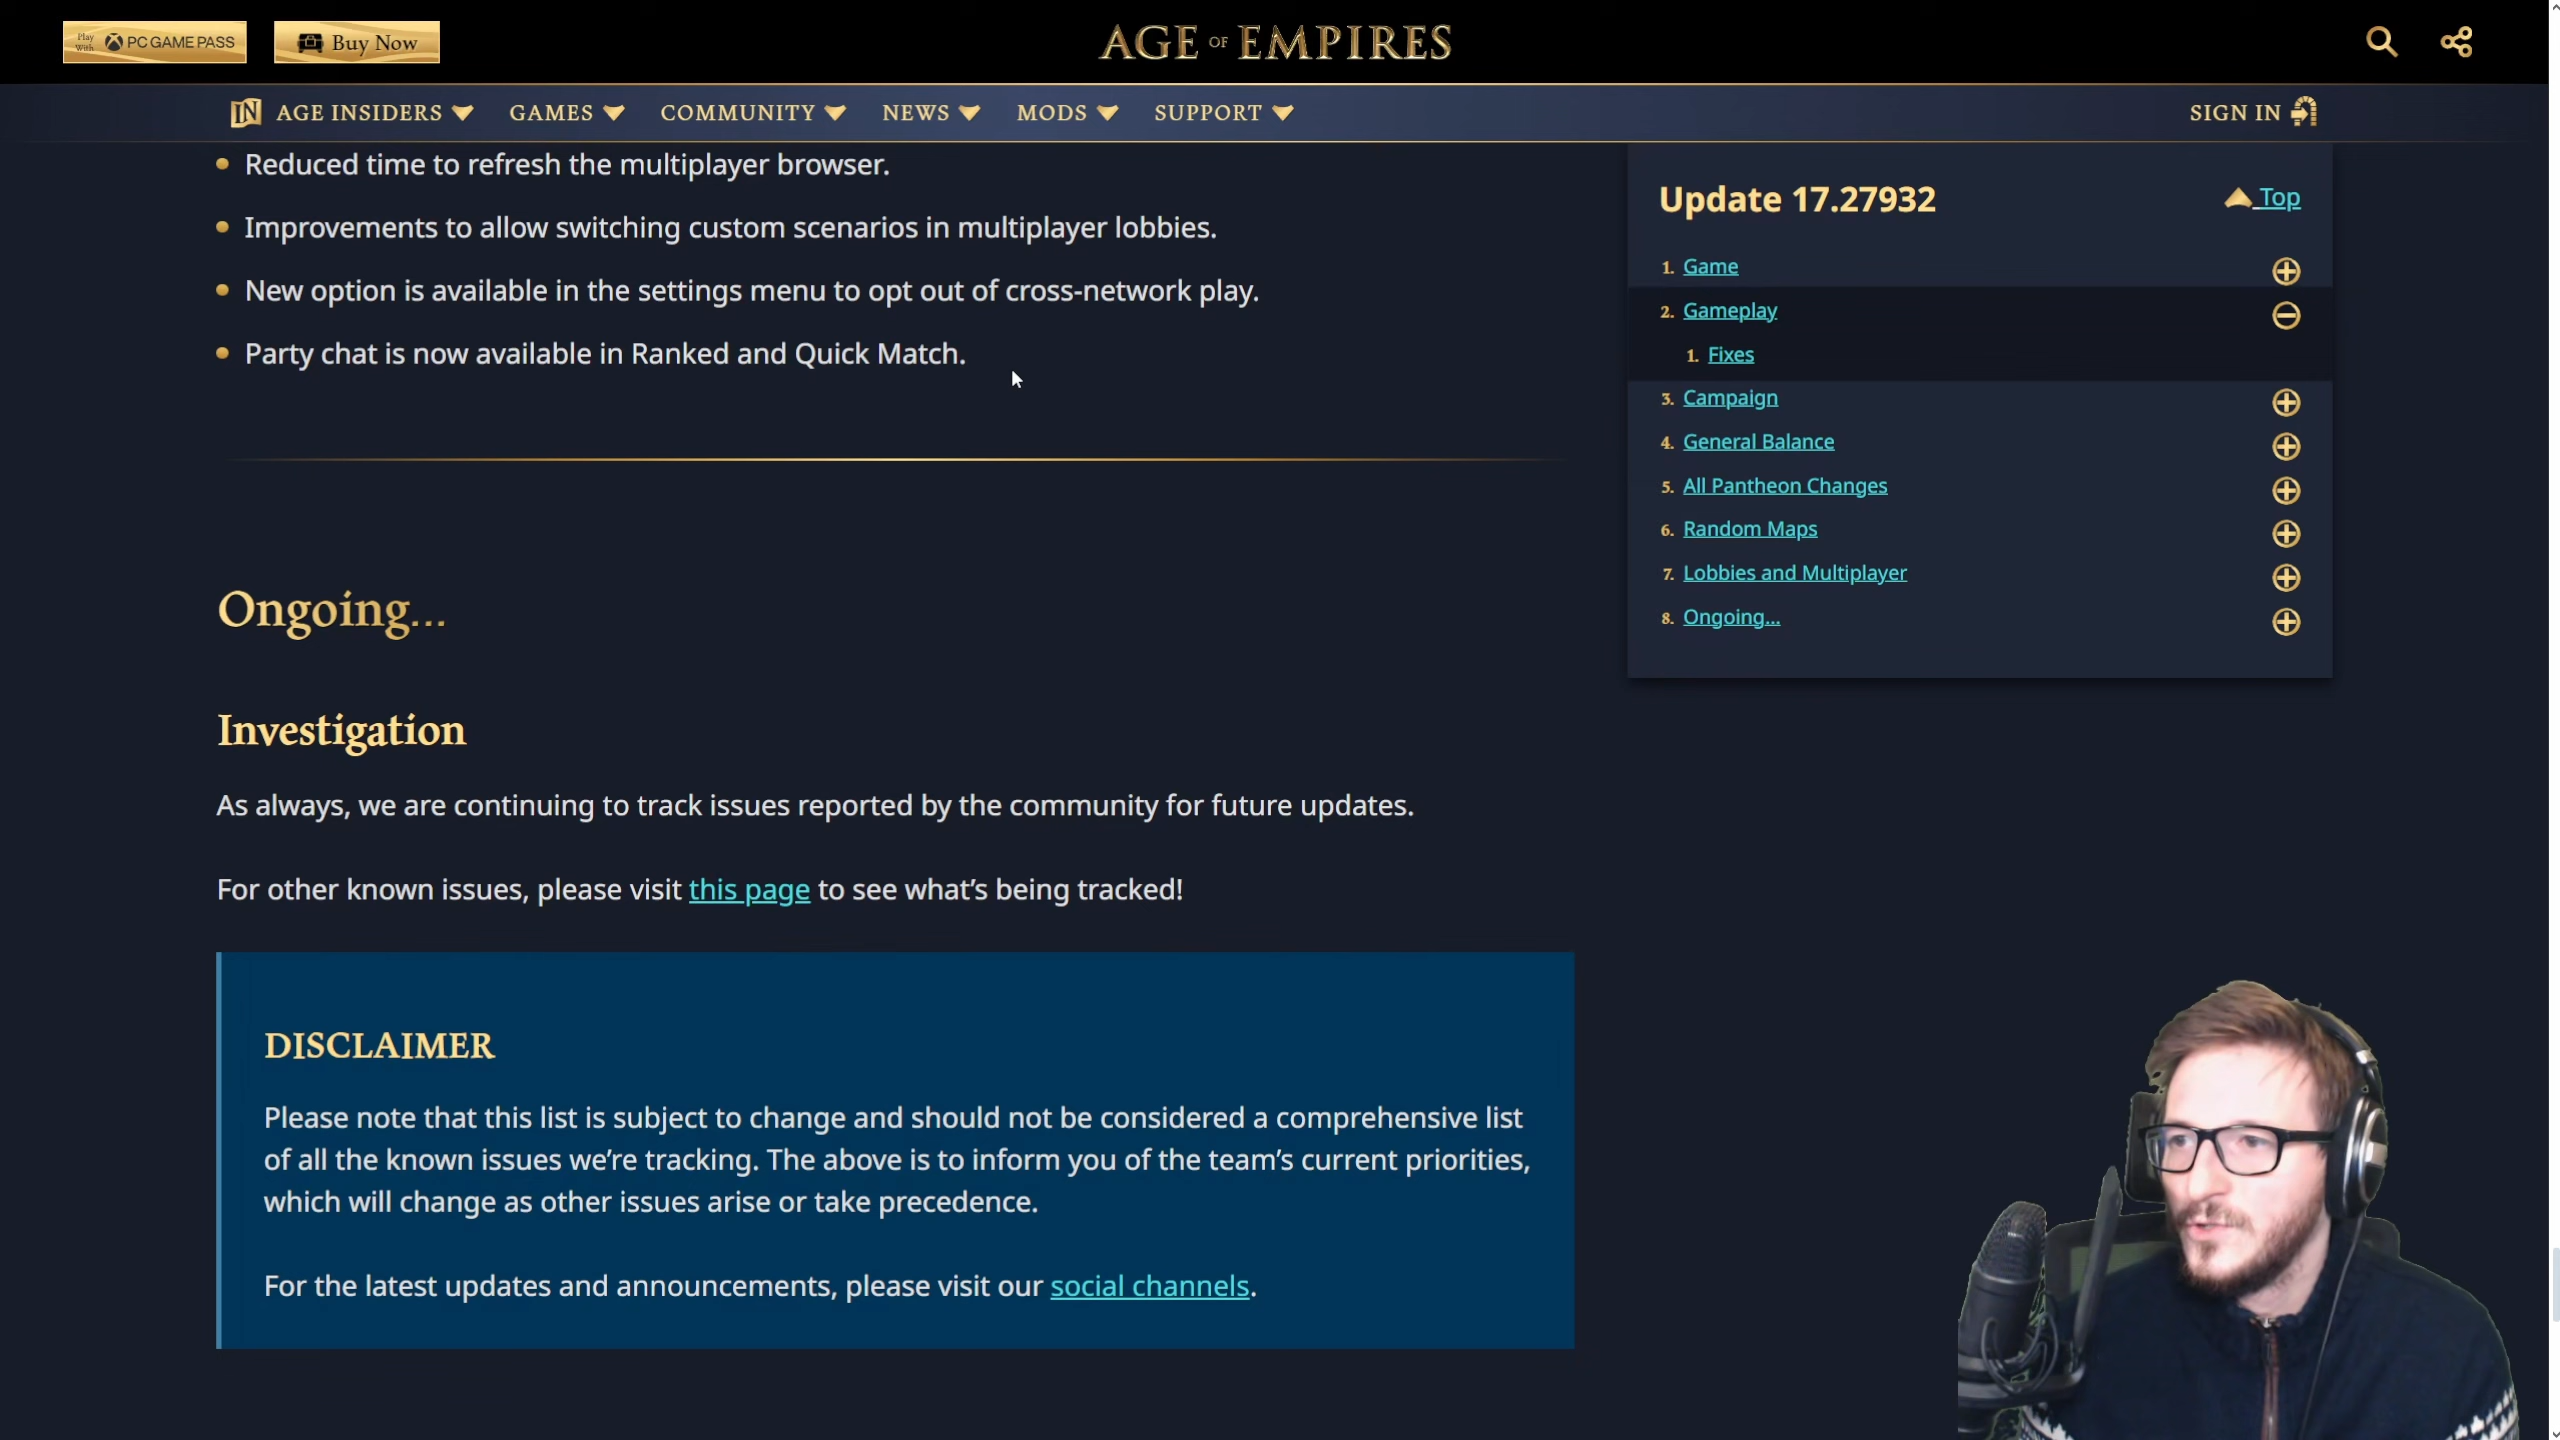 Play With PC GAME PASS
Buy Now
AGE OF EMPIRES
IN AGE INSIDERS GAMES COMMUNITY NEWS MODS SUPPORT
SIGN IN
Reduced time to refresh the multiplayer browser.
Improvements to allow switching custom scenarios in multiplayer lobbies.
New option is available in the settings menu to opt out of cross-network play.
Party chat is now available in Ranked and Quick Match.
Ongoing...
Investigation
As always, we are continuing to track issues reported by the community for future updates.
For other known issues, please visit this page to see what's being tracked!
DISCLAIMER
Please note that this list is subject to change and should not be considered a comprehensive list
of all the known issues we're tracking. The above is to inform you of the team's current priorities,
which will change as other issues arise or take precedence.
For the latest updates and announcements, please visit our social channels.
Update 17.27932
Top
1. Game
2. Gameplay
1. Fixes
3. Campaign
4. General Balance
5. All Pantheon Changes
6. Random Maps
7. Lobbies and Multiplayer
8. Ongoing...